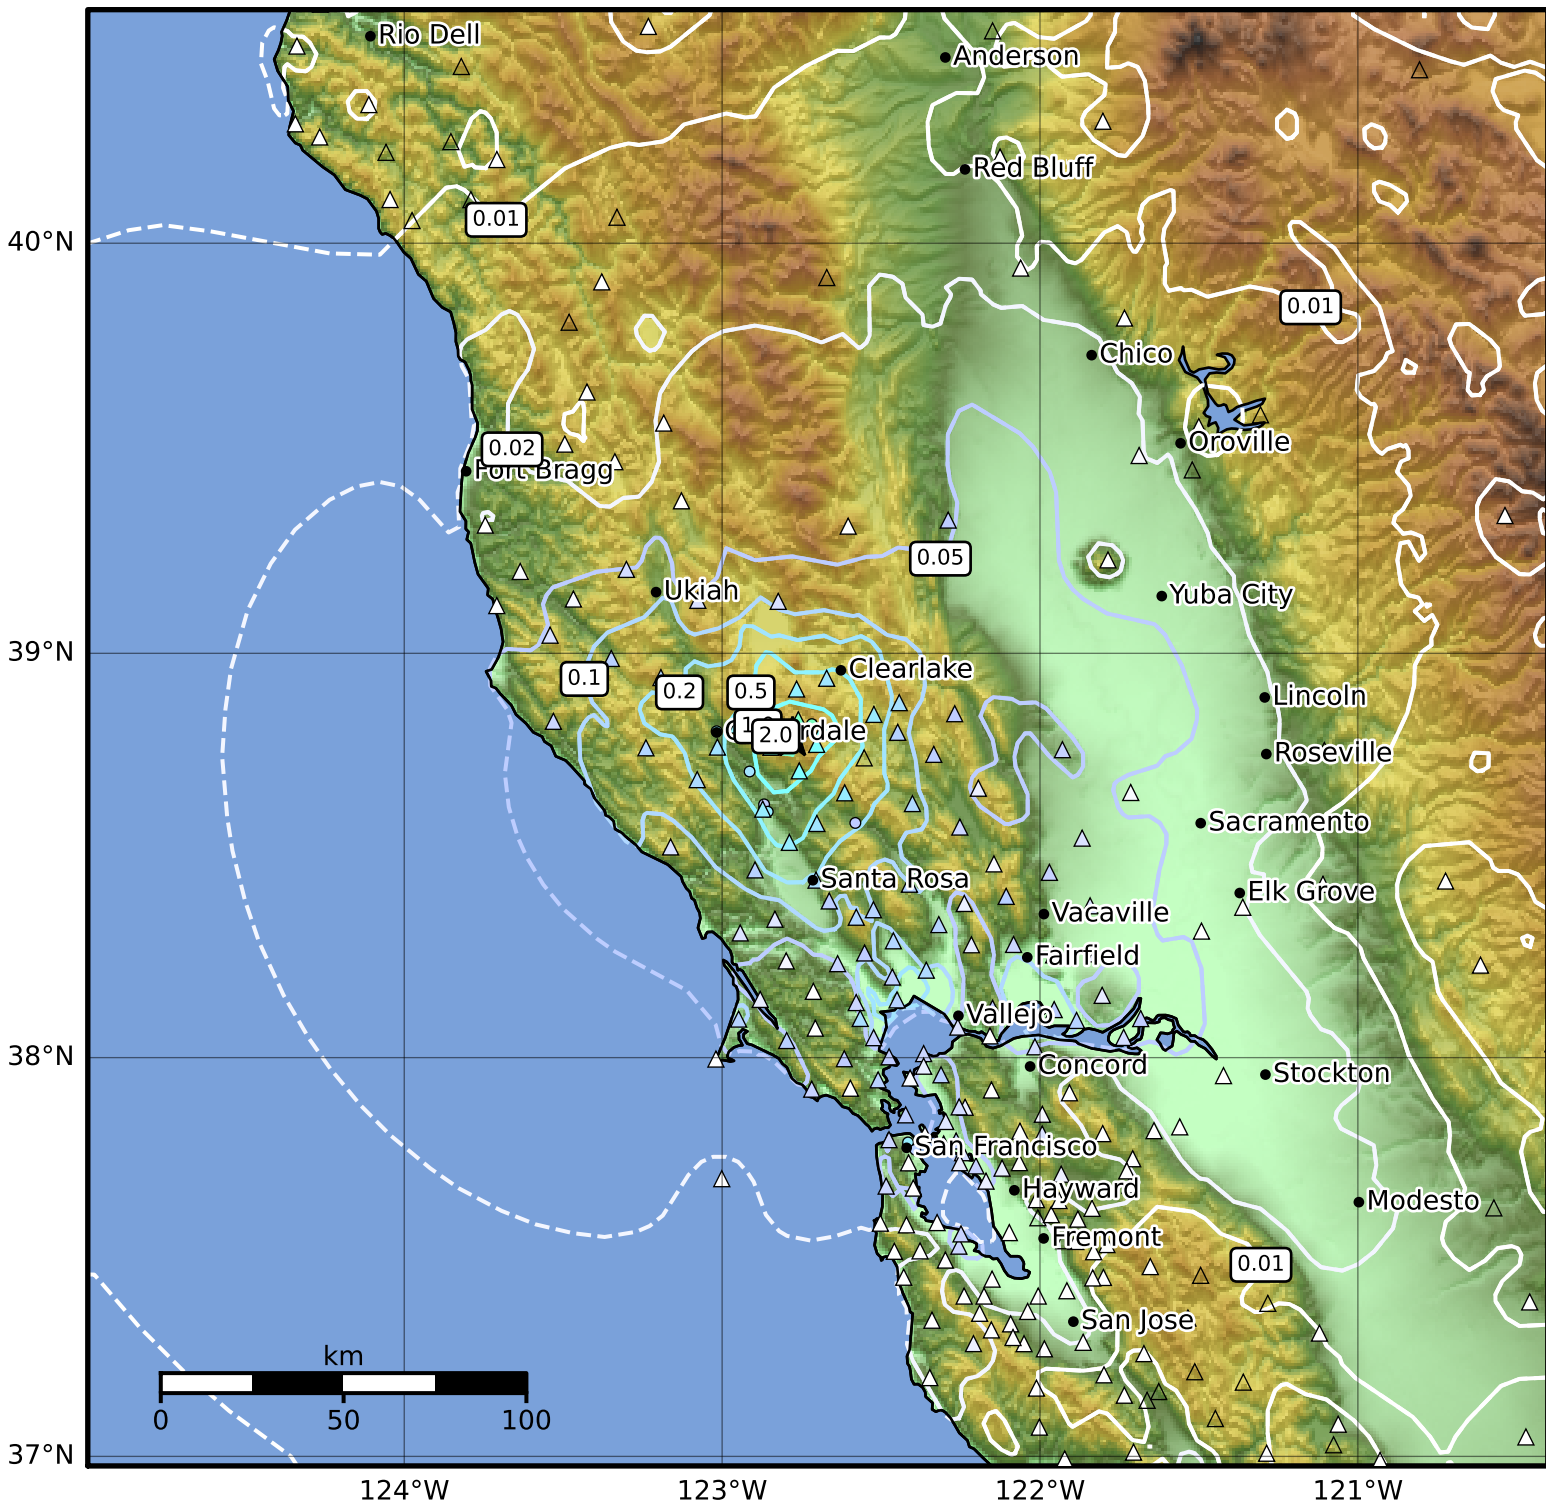 Rio Dell
Anderson
Red Bluff
0.01
40°N
0.01
Chico
Oroville
0.02
Fort Bragg
0.05
Ukiah
Yuba City
39°N
Clearlake
0.1
0.2
0.5
Lincoln
2.0
rdale
Roseville
Sacramento
Santa Rosa
Elk Grove
Vacaville
Fairfield
Vallejo
38°N
Concord
Stockton
San Francisco
Hayward
Modesto
Fremont
0.01
San Jose
km
0 50 100
37°N
124°W 123°W 122°W 121°W